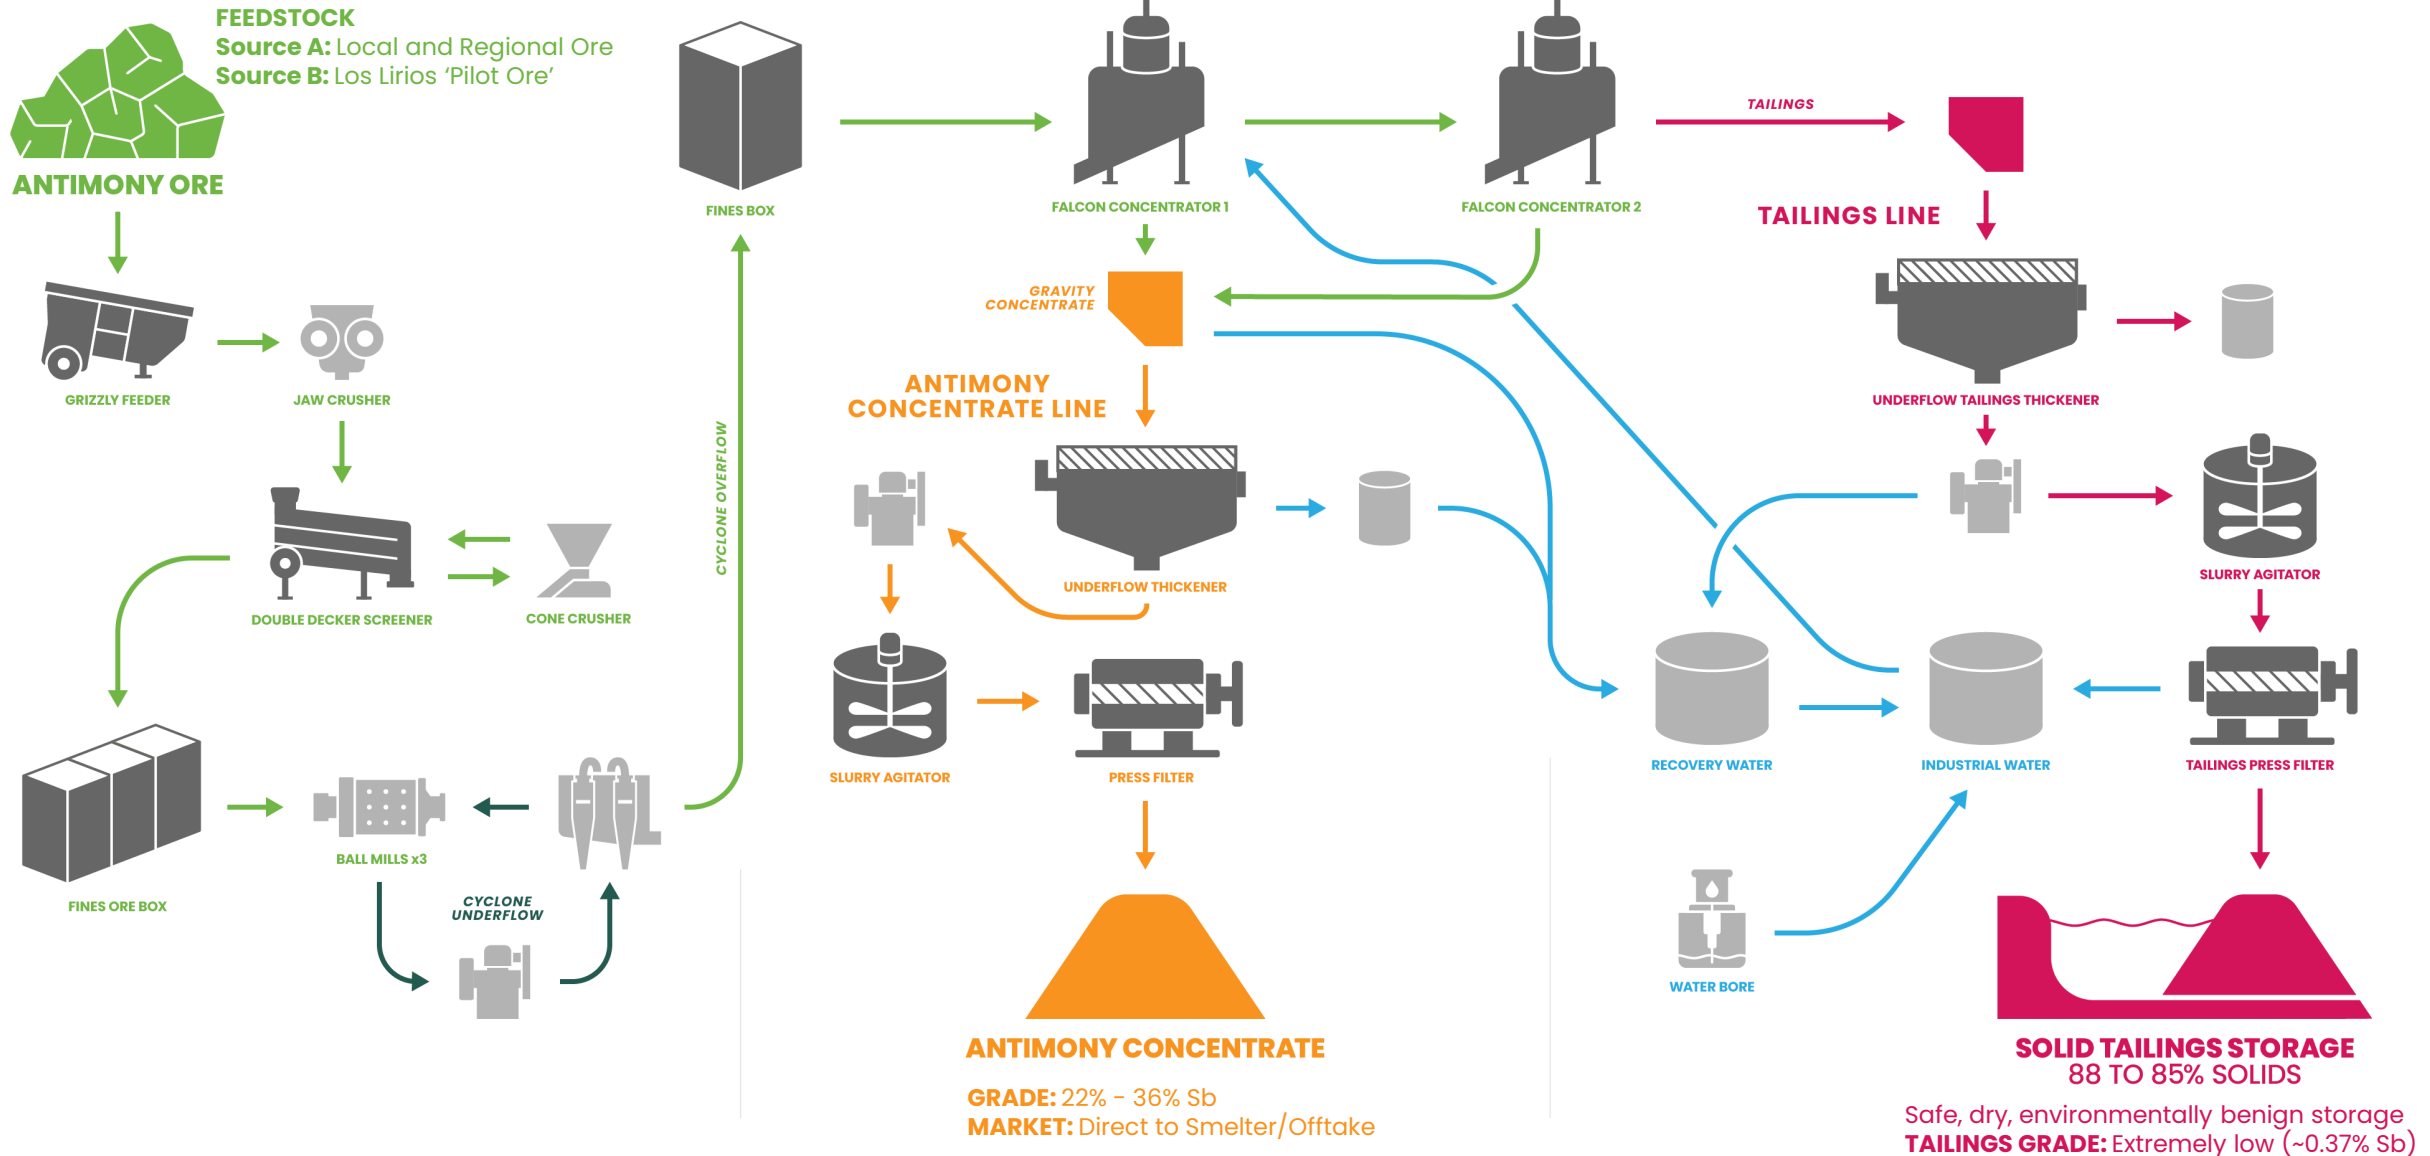 FEEDSTOCK
Source A: Local and Regional Ore
Source B: Los Lirios ‘Pilot Ore’
ANTIMONY ORE
GRIZZLY FEEDER
JAW CRUSHER
DOUBLE DECKER SCREENER
CONE CRUSHER
FINES ORE BOX
BALL MILLS x3
CYCLONE
UNDERFLOW
CYCLONE OVERFLOW
FINES BOX
FALCON CONCENTRATOR 1
FALCON CONCENTRATOR 2
GRAVITY
CONCENTRATE
ANTIMONY
CONCENTRATE LINE
UNDERFLOW THICKENER
SLURRY AGITATOR
PRESS FILTER
ANTIMONY CONCENTRATE
GRADE: 22% - 36% Sb
MARKET: Direct to Smelter/Offtake
TAILINGS
TAILINGS LINE
UNDERFLOW TAILINGS THICKENER
SLURRY AGITATOR
RECOVERY WATER
INDUSTRIAL WATER
TAILINGS PRESS FILTER
WATER BORE
SOLID TAILINGS STORAGE
88 TO 85% SOLIDS
Safe, dry, environmentally benign storage
TAILINGS GRADE: Extremely low (~0.37% Sb)